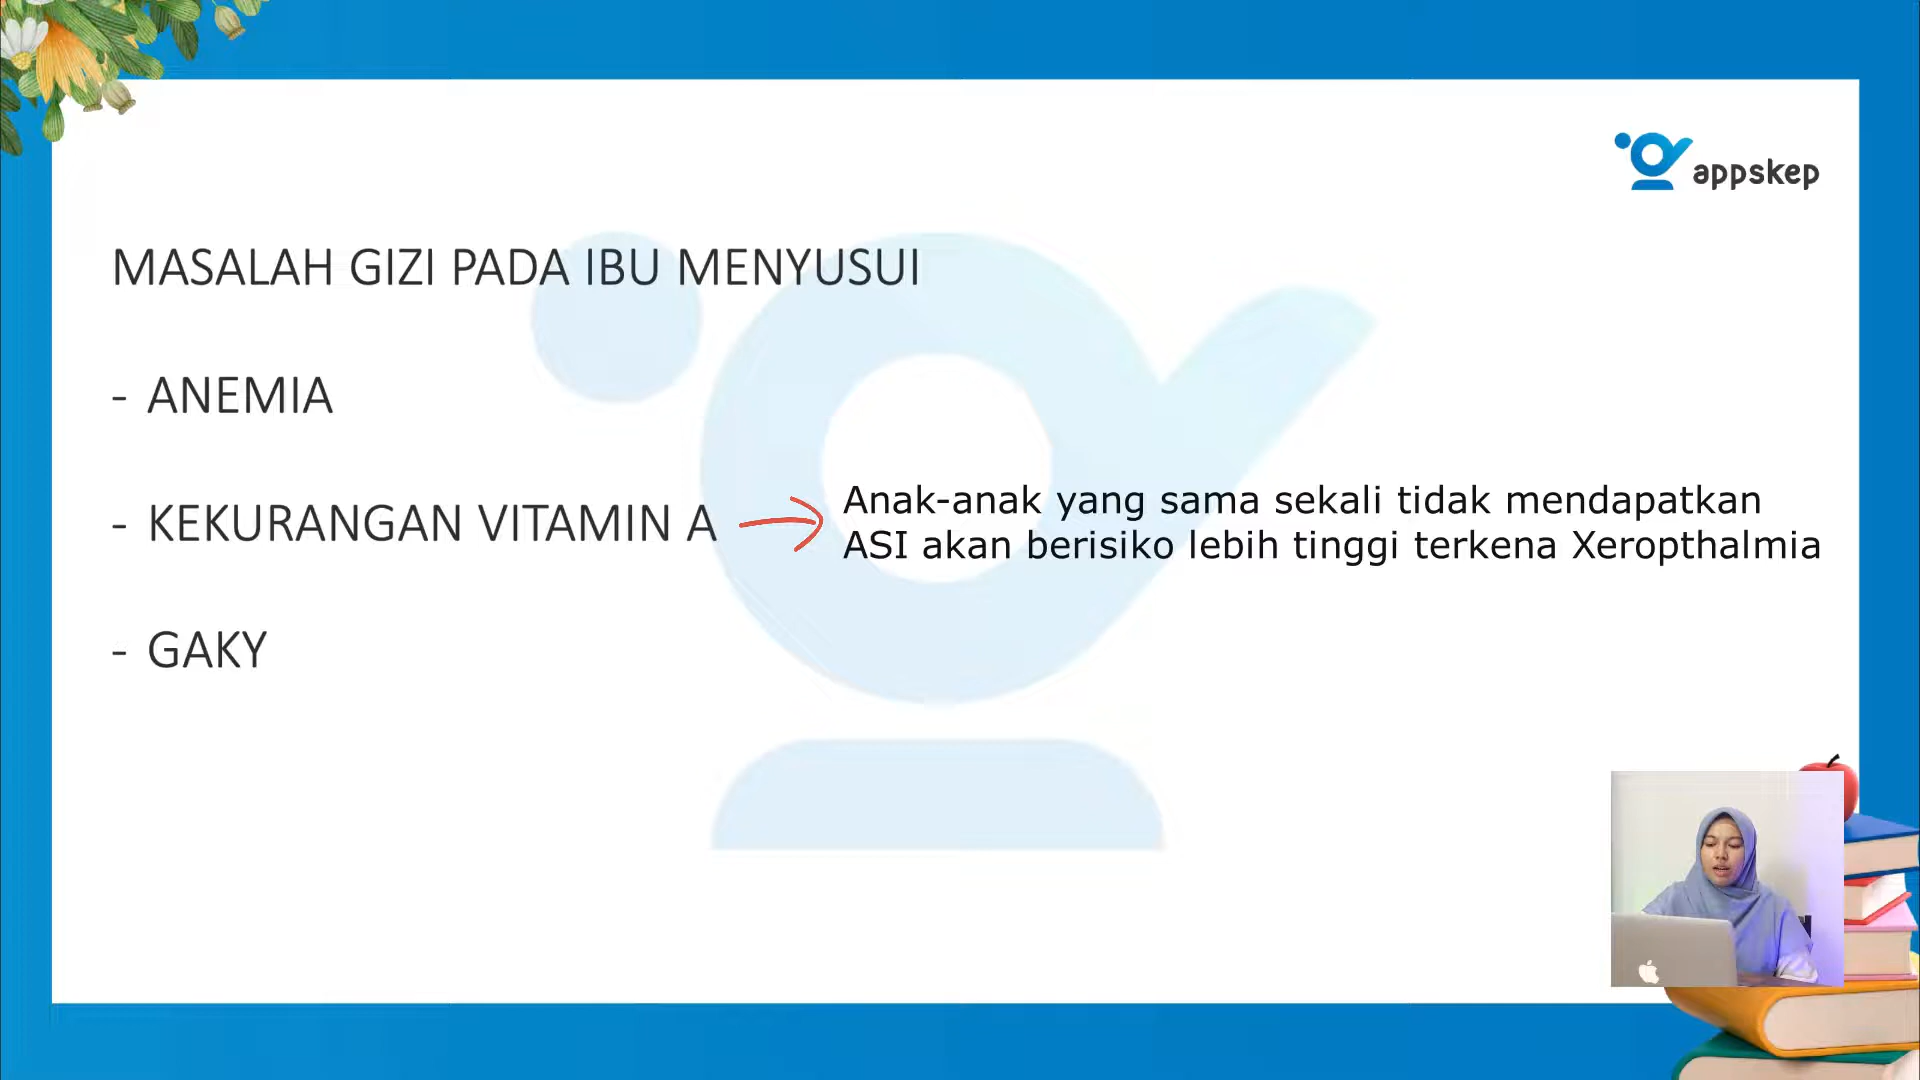 appskep
MASALAH GIZI PADA IBU MENYUSUI
- ANEMIA
- KEKURANGAN VITAMIN A
Anak-anak yang sama sekali tidak mendapatkan
ASI akan berisiko lebih tinggi terkena Xeropthalmia
- GAKY